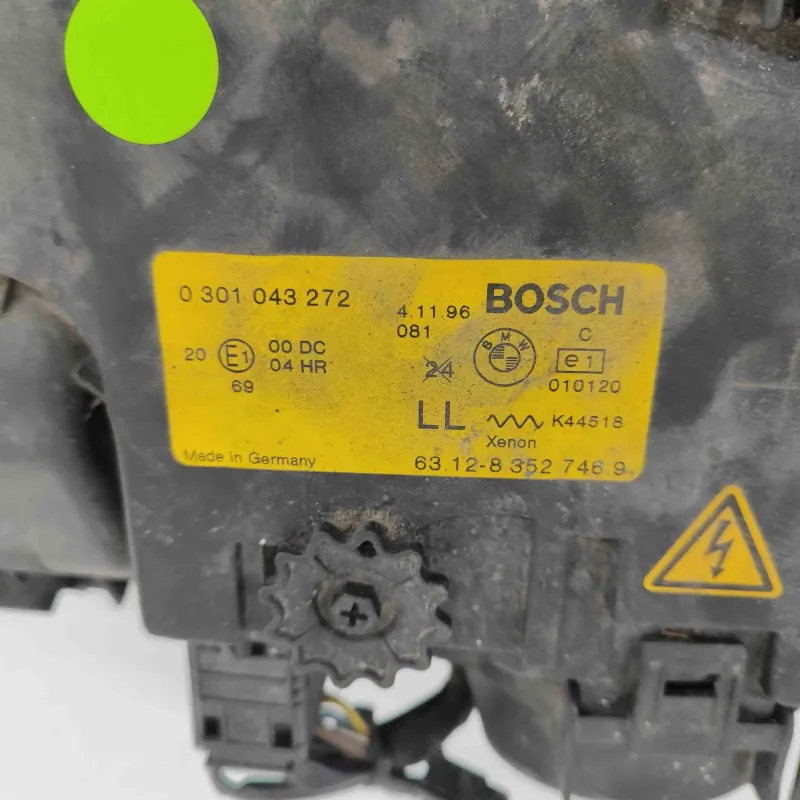 0 301 043 272
4.11.96
081
BOSCH
20 E1 00 DC
04 HR
69
24
BMW
C
e1
010120
LL
K44518
Xenon
Made in Germany
63.12-8 352 746.9